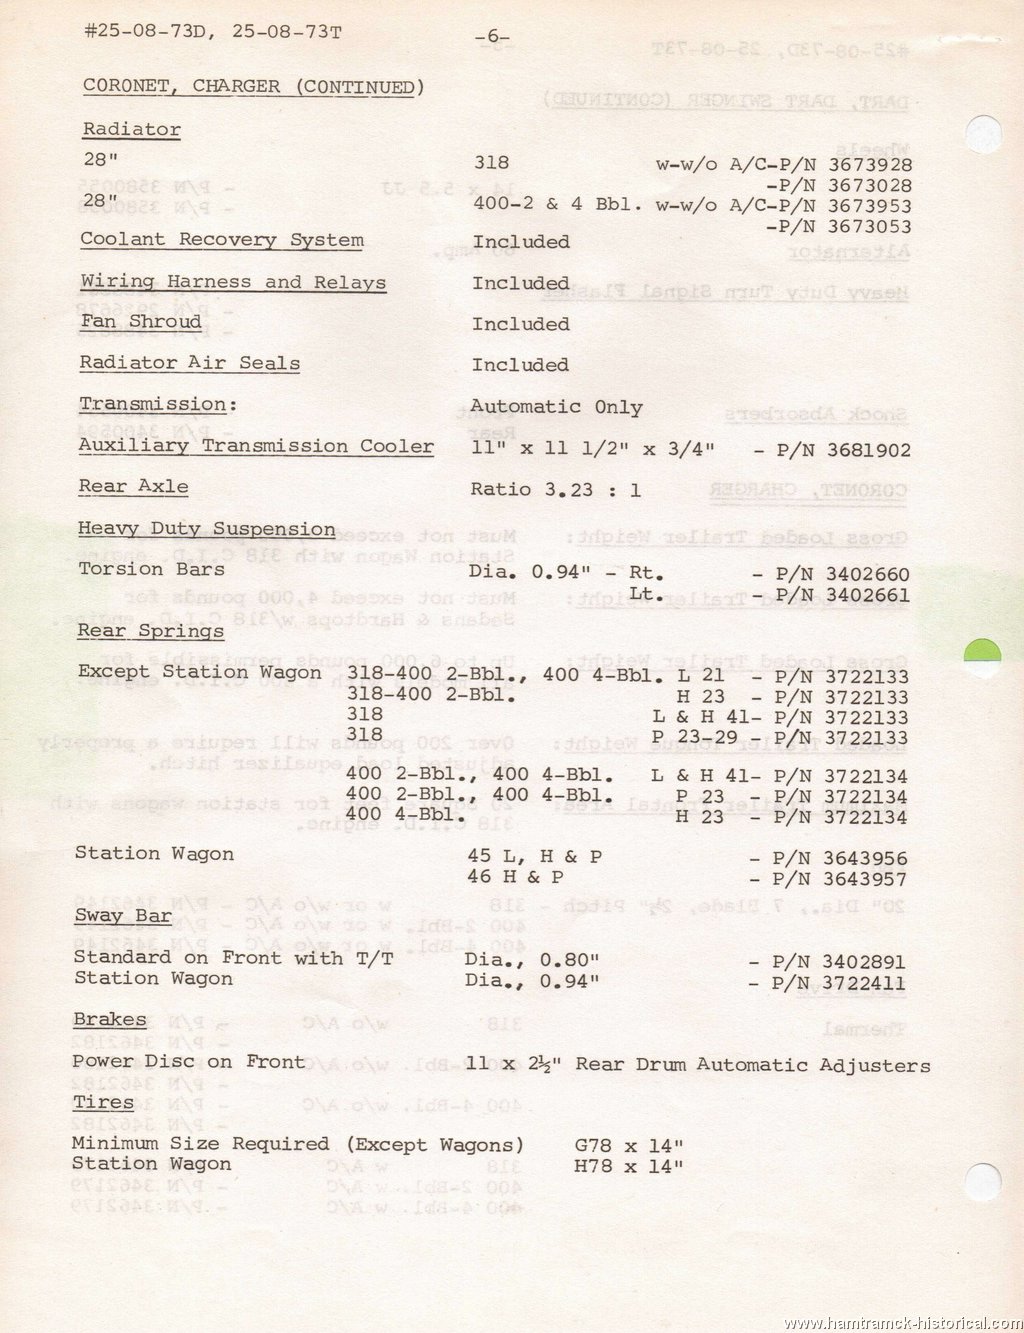 #25-08-73D, 25-08-73T -6-
CORONET, CHARGER (CONTINUED)
Radiator
28" 318 w-w/o A/C-P/N 3673928
-P/N 3673028
28" 400-2 & 4 Bbl. w-w/o A/C-P/N 3673953
-P/N 3673053
Coolant Recovery System Included
Wiring Harness and Relays Included
Fan Shroud Included
Radiator Air Seals Included
Transmission: Automatic Only
Auxiliary Transmission Cooler 11" x 11 1/2" x 3/4" - P/N 3681902
Rear Axle Ratio 3.23 : 1
Heavy Duty Suspension
Torsion Bars Dia. 0.94" - Rt. - P/N 3402660
Lt. - P/N 3402661
Rear Springs
Except Station Wagon 318-400 2-Bbl., 400 4-Bbl. L 21 - P/N 3722133
318-400 2-Bbl. H 23 - P/N 3722133
318 L & H 41- P/N 3722133
318 P 23-29 - P/N 3722133
400 2-Bbl., 400 4-Bbl. L & H 41- P/N 3722134
400 2-Bbl., 400 4-Bbl. P 23 - P/N 3722134
400 4-Bbl. H 23 - P/N 3722134
Station Wagon 45 L, H & P - P/N 3643956
46 H & P - P/N 3643957
Sway Bar
Standard on Front with T/T Dia., 0.80" - P/N 3402891
Station Wagon Dia., 0.94" - P/N 3722411
Brakes
Power Disc on Front 11 x 2½" Rear Drum Automatic Adjusters
Tires
Minimum Size Required (Except Wagons) G78 x 14"
Station Wagon H78 x 14"
www.hamtramck-historical.com